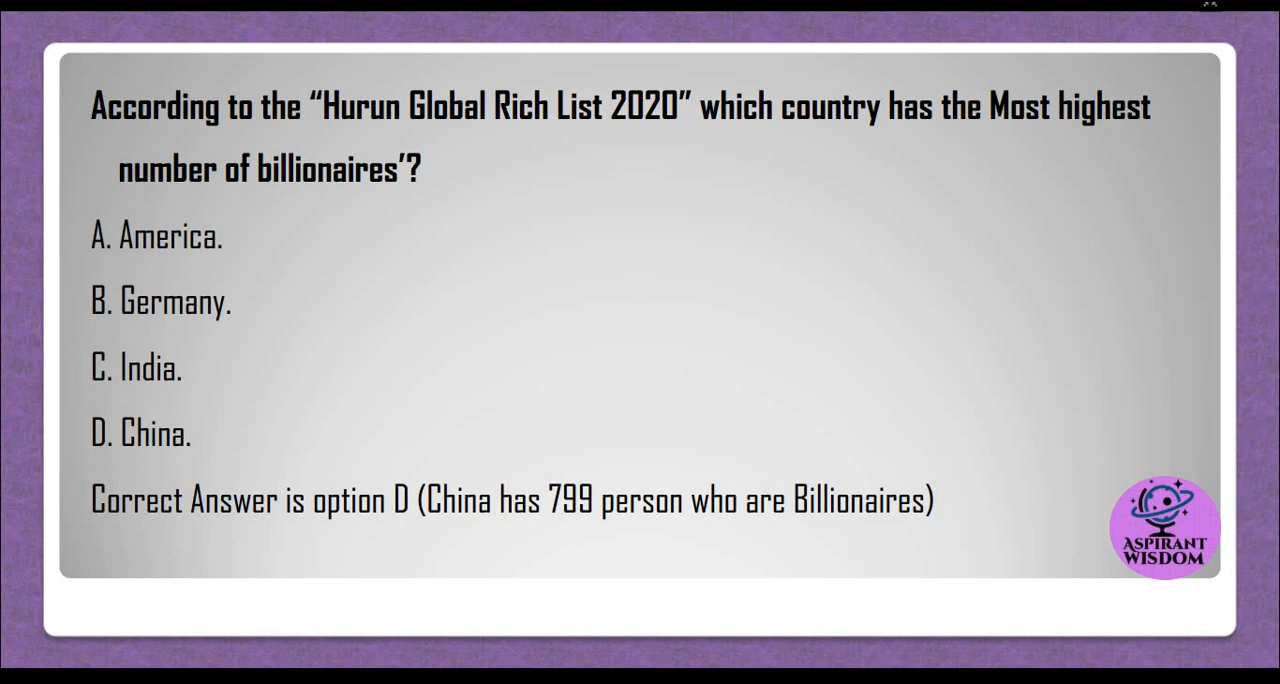 According to the “Hurun Global Rich List 2020” which country has the Most highest
number of billionaires’?
A. America.
B. Germany.
C. India.
D. China.
Correct Answer is option D (China has 799 person who are Billionaires)
ASPIRANT
WISDOM